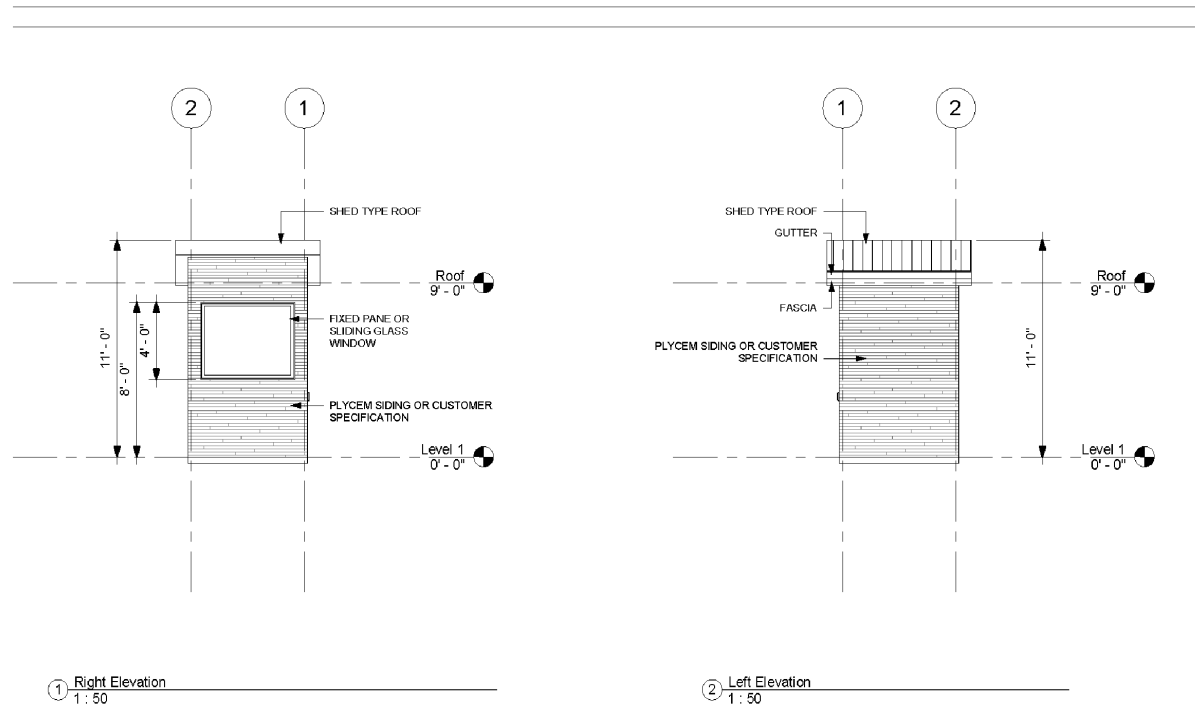 2
1
SHED TYPE ROOF
Roof
9' - 0"
FIXED PANE OR
SLIDING GLASS
WINDOW
11' - 0"
8' - 0"
4' - 0"
PLYCEM SIDING OR CUSTOMER
SPECIFICATION
Level 1
0' - 0"
1
Right Elevation
1 : 50
1
2
SHED TYPE ROOF
GUTTER
Roof
9' - 0"
FASCIA
PLYCEM SIDING OR CUSTOMER
SPECIFICATION
11' - 0"
Level 1
0' - 0"
2
Left Elevation
1 : 50